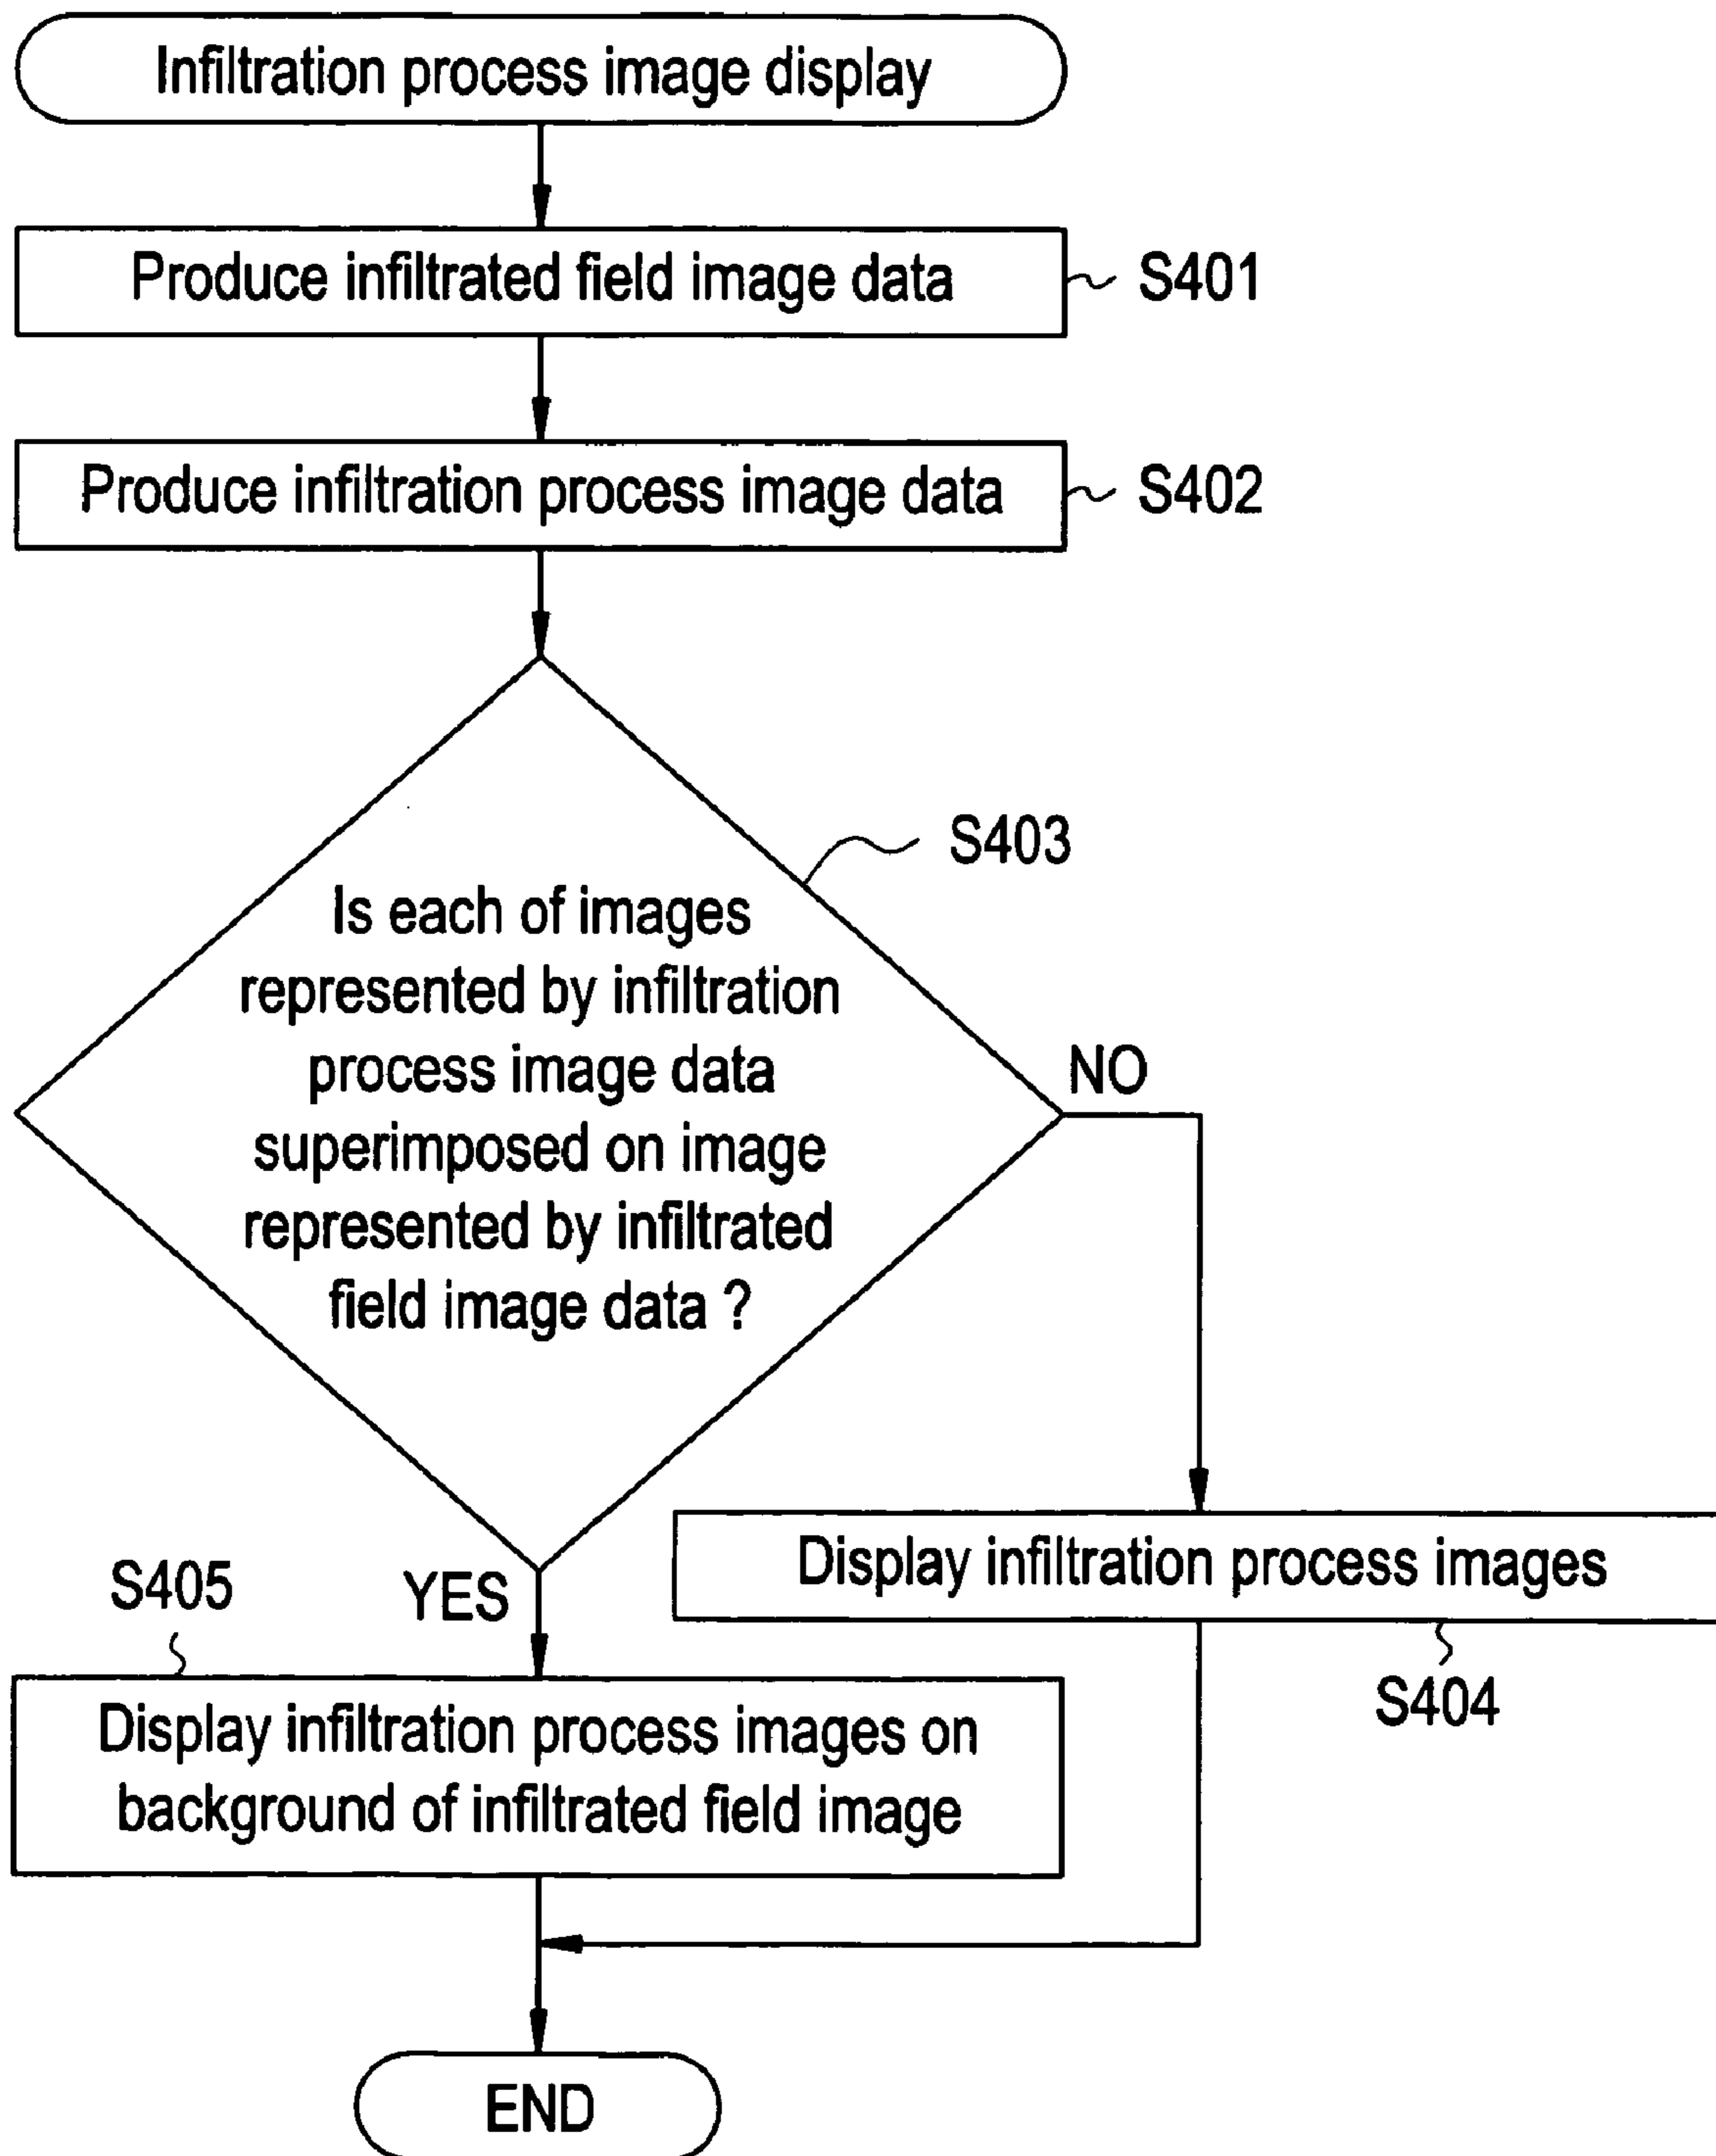 Infiltration process image display
Produce infiltrated field image data
S401
Produce infiltration process image data
S402
S403
Is each of images
represented by infiltration
process image data
superimposed on image
represented by infiltrated
field image data ?
NO
YES
Display infiltration process images
S404
S405
Display infiltration process images on
background of infiltrated field image
END